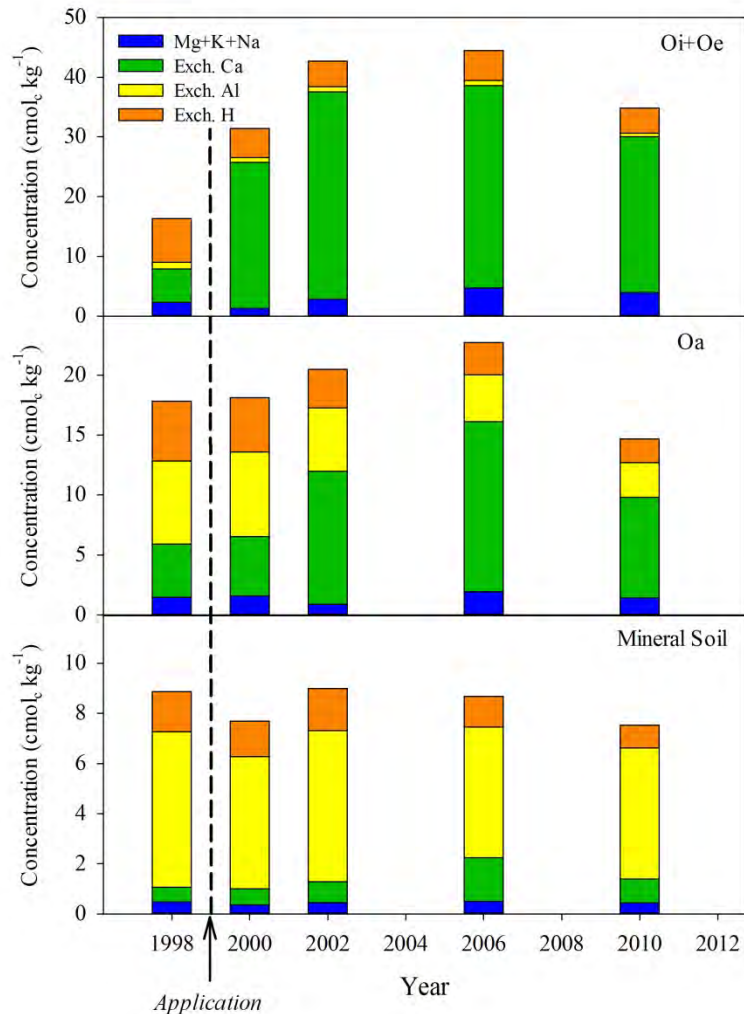 50
Mg+K+Na
Oi+Oe
Exch. Ca
40
Exch. Al
Exch. H
30
20
10
0
Concentration (cmolc kg-1)
Oa
20
15
10
5
0
Concentration (cmolc kg-1)
Mineral Soil
10
8
6
4
2
0
Concentration (cmolc kg-1)
1998 2000 2002 2004 2006 2008 2010 2012
Year
Application